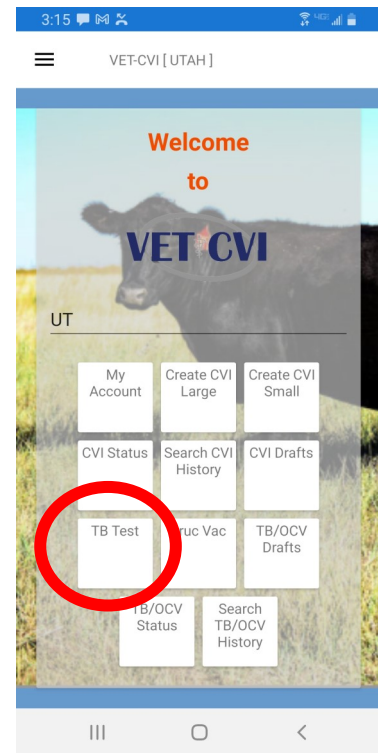 3:15
VET-CVI [ UTAH ]
Welcome
to
VET CVI
UT
My
Account
Create CVI
Large
Create CVI
Small
CVI Status
Search CVI
History
CVI Drafts
TB Test
ruc Vac
TB/OCV
Drafts
TB/OCV
Status
Search
TB/OCV
History